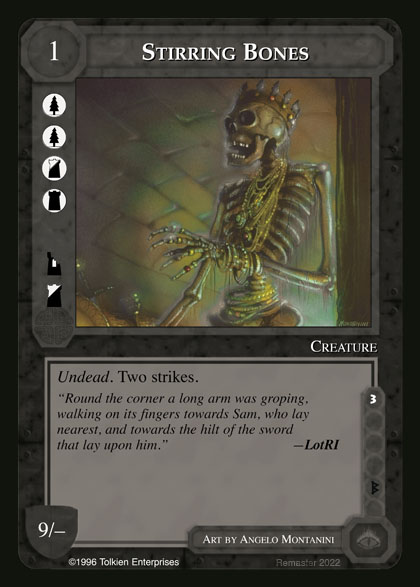 1
STIRRING BONES
CREATURE
Undead. Two strikes.
“Round the corner a long arm was groping,
walking on its fingers towards Sam, who lay
nearest, and towards the hilt of the sword
that lay upon him.” —LotRI
3
9/–
ART BY ANGELO MONTANINI
©1996 Tolkien Enterprises
Remaster 2022